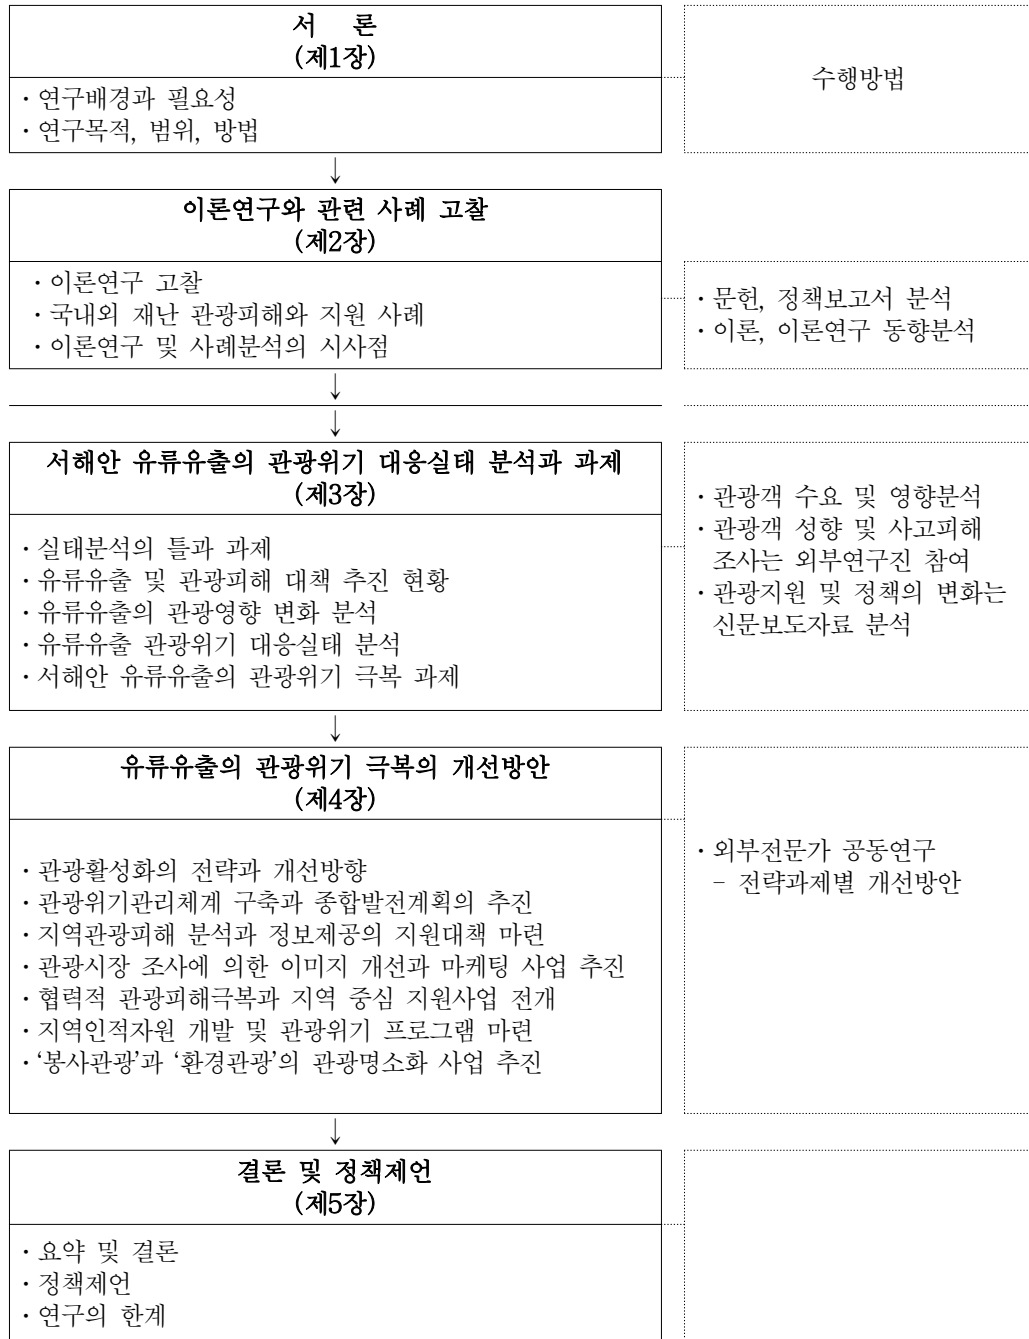 서 론
(제1장)
수행방법
· 연구배경과 필요성
· 연구목적, 범위, 방법
↓
이론연구와 관련 사례 고찰
(제2장)
· 이론연구 고찰
· 국내외 재난 관광피해와 지원 사례
· 이론연구 및 사례분석의 시사점
· 문헌, 정책보고서 분석
· 이론, 이론연구 동향분석
↓
↓
서해안 유류유출의 관광위기 대응실태 분석과 과제
(제3장)
· 실태분석의 틀과 과제
· 유류유출 및 관광피해 대책 추진 현황
· 유류유출의 관광영향 변화 분석
· 유류유출 관광위기 대응실태 분석
· 서해안 유류유출의 관광위기 극복 과제
· 관광객 수요 및 영향분석
· 관광객 성향 및 사고피해
조사는 외부연구진 참여
· 관광지원 및 정책의 변화는
신문보도자료 분석
↓
유류유출의 관광위기 극복의 개선방안
(제4장)
· 관광활성화의 전략과 개선방향
· 관광위기관리체계 구축과 종합발전계획의 추진
· 지역관광피해 분석과 정보제공의 지원대책 마련
· 관광시장 조사에 의한 이미지 개선과 마케팅 사업 추진
· 협력적 관광피해극복과 지역 중심 지원사업 전개
· 지역인적자원 개발 및 관광위기 프로그램 마련
· ‘봉사관광’과 ‘환경관광’의 관광명소화 사업 추진
· 외부전문가 공동연구
- 전략과제별 개선방안
↓
결론 및 정책제언
(제5장)
· 요약 및 결론
· 정책제언
· 연구의 한계